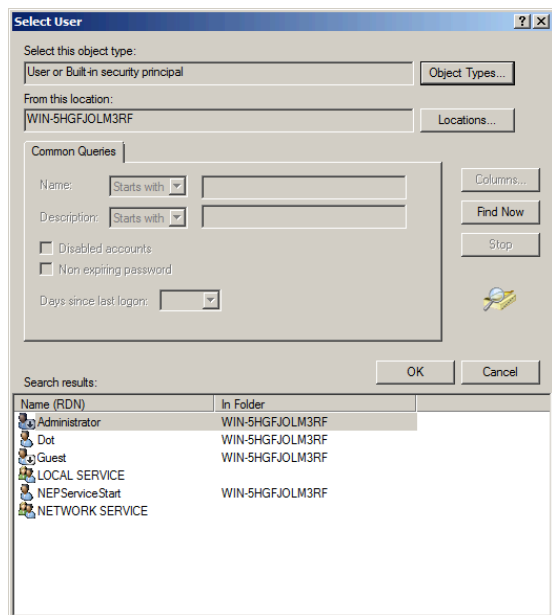 Select User
Select this object type:
User or Built-in security principal
Object Types...
From this location:
WIN-5HGFJOLM3RF
Locations...
Common Queries
Name: Starts with
Columns...
Description: Starts with
Find Now
Disabled accounts
Stop
Non expiring password
Days since last logon:
OK Cancel
Search results:
Name (RDN) In Folder
Administrator WIN-5HGFJOLM3RF
Dot WIN-5HGFJOLM3RF
Guest WIN-5HGFJOLM3RF
LOCAL SERVICE
NEPServiceStart WIN-5HGFJOLM3RF
NETWORK SERVICE